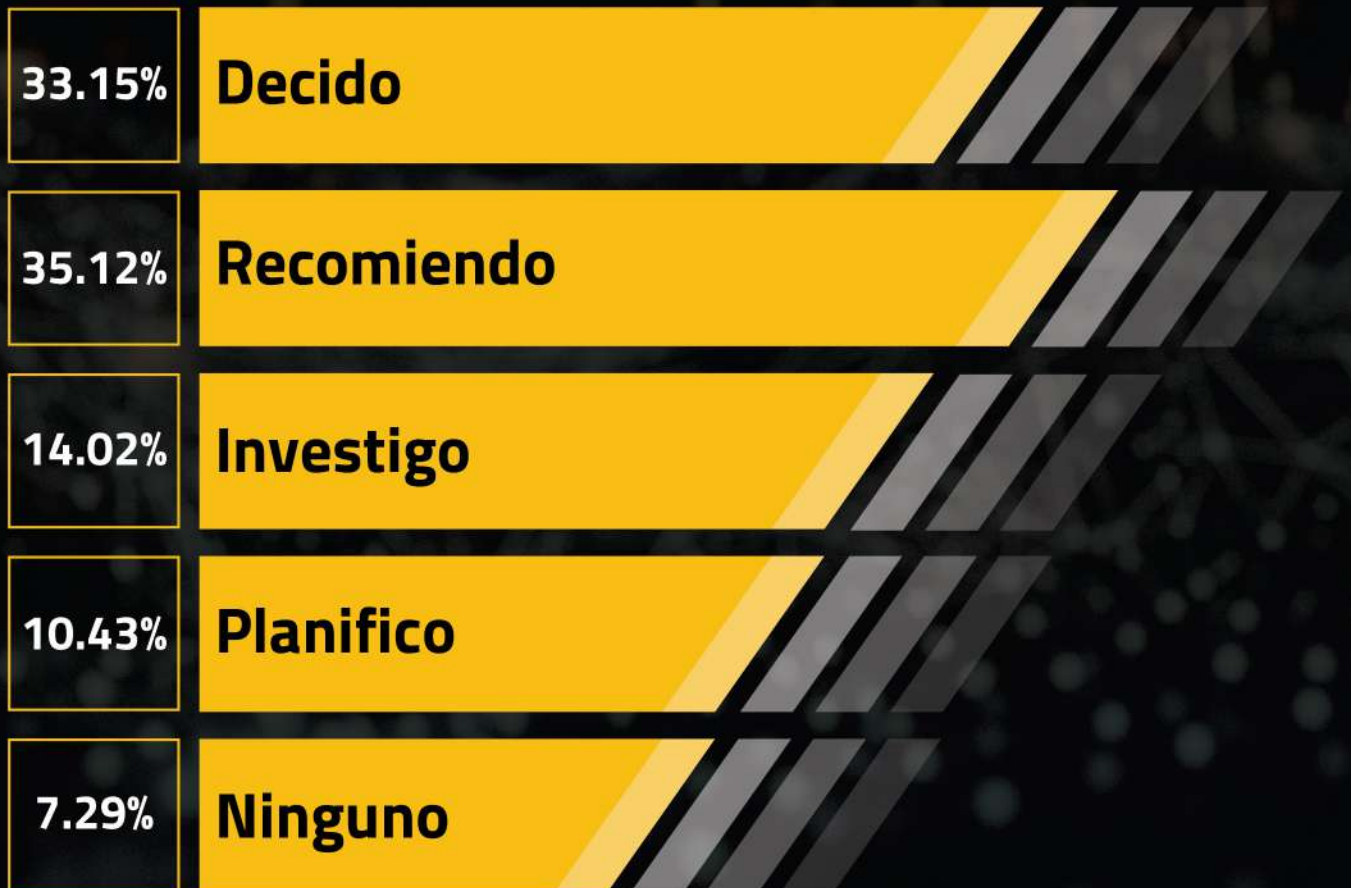 33.15% Decido
35.12% Recomiendo
14.02% Investigo
10.43% Planifico
7.29% Ninguno